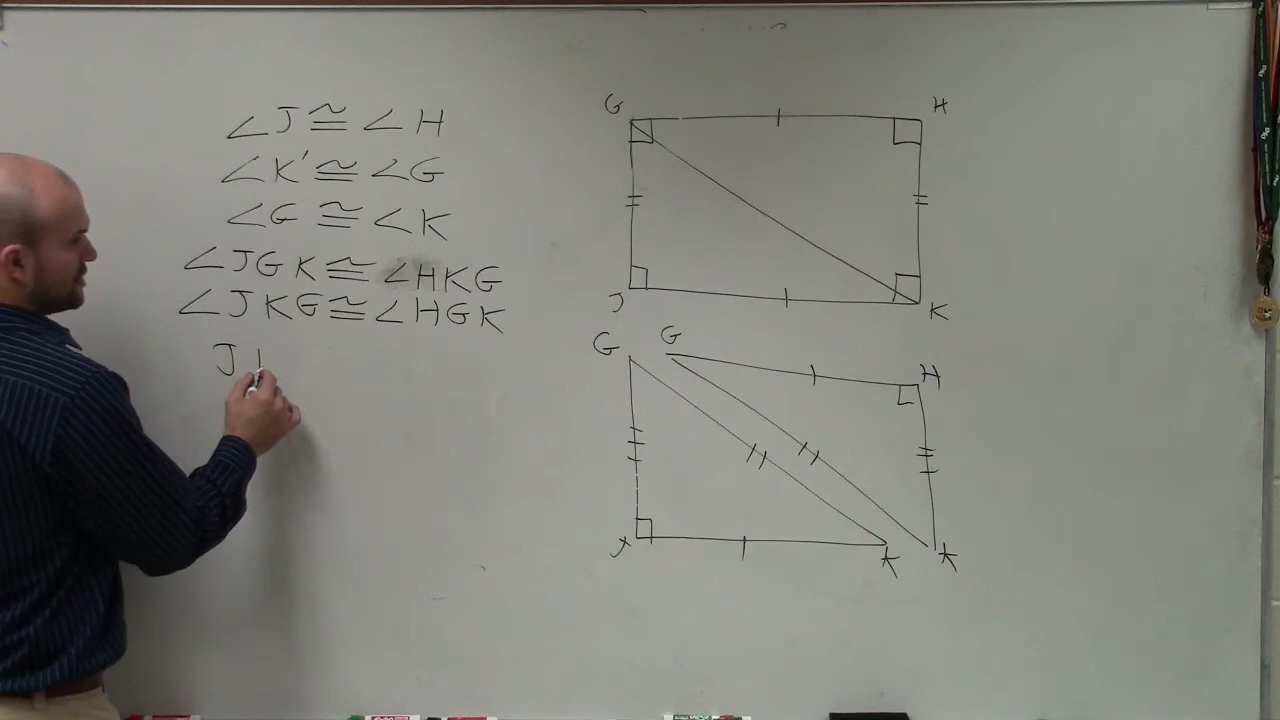 ∠J ≅ ∠H
∠K' ≅ ∠G
∠G ≅ ∠K
∠JGK ≅ ∠HKG
∠JKG ≅ ∠HGK
J
G
H
J
K
G
G
H
J
K
K